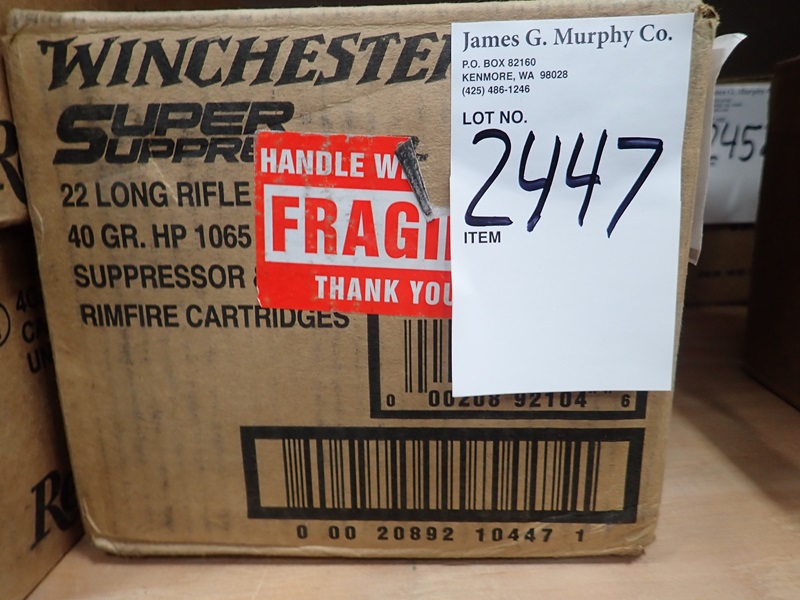 WINCHESTE
SUPER
SUPPRE
22 LONG RIFLE
40 GR. HP 1065
SUPPRESSOR
RIMFIRE CARTRIDGES
HANDLE W
FRAGI
THANK YOU
James G. Murphy Co.
P.O. BOX 82160
KENMORE, WA 98028
(425) 486-1246
LOT NO.
2447
ITEM
0 00208 92104 6
0 00 20892 10447 1
245